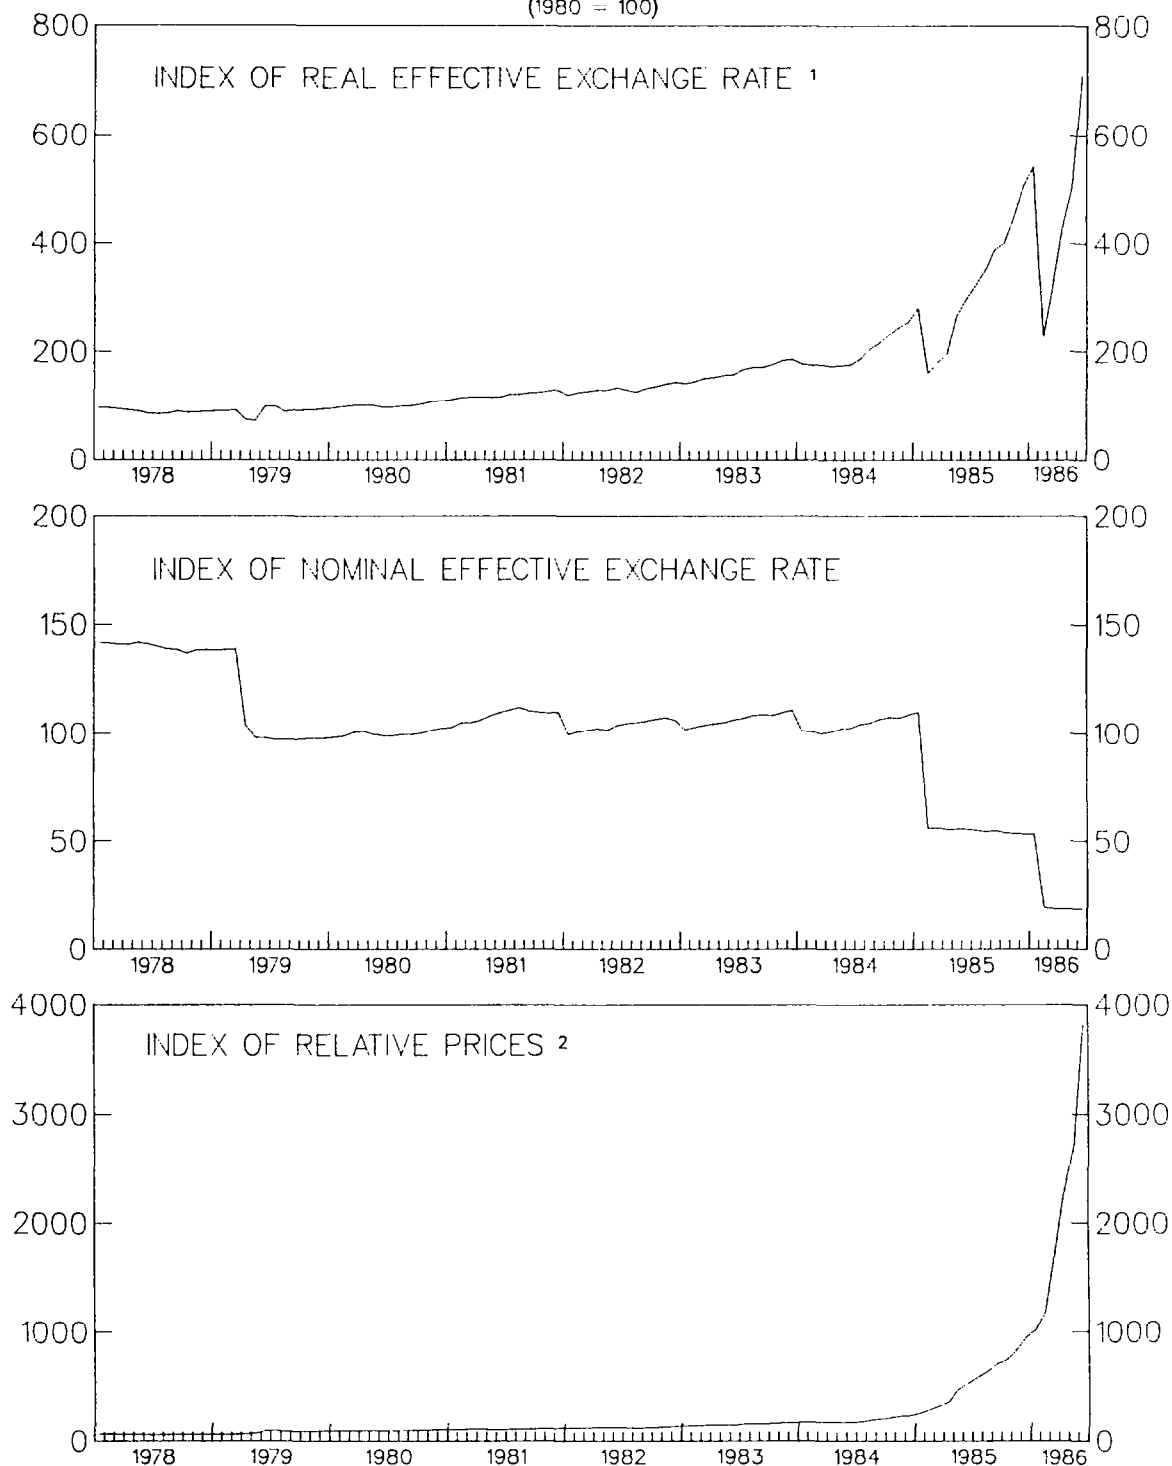 (1980 = 100)
800 800
INDEX OF REAL EFFECTIVE EXCHANGE RATE 1
600 600
400 400
200 200
0 0
1978 1979 1980 1981 1982 1983 1984 1985 1986
200 200
INDEX OF NOMINAL EFFECTIVE EXCHANGE RATE
150 150
100 100
50 50
0 0
1978 1979 1980 1981 1982 1983 1984 1985 1986
4000 4000
INDEX OF RELATIVE PRICES 2
3000 3000
2000 2000
1000 1000
0 0
1978 1979 1980 1981 1982 1983 1984 1985 1986